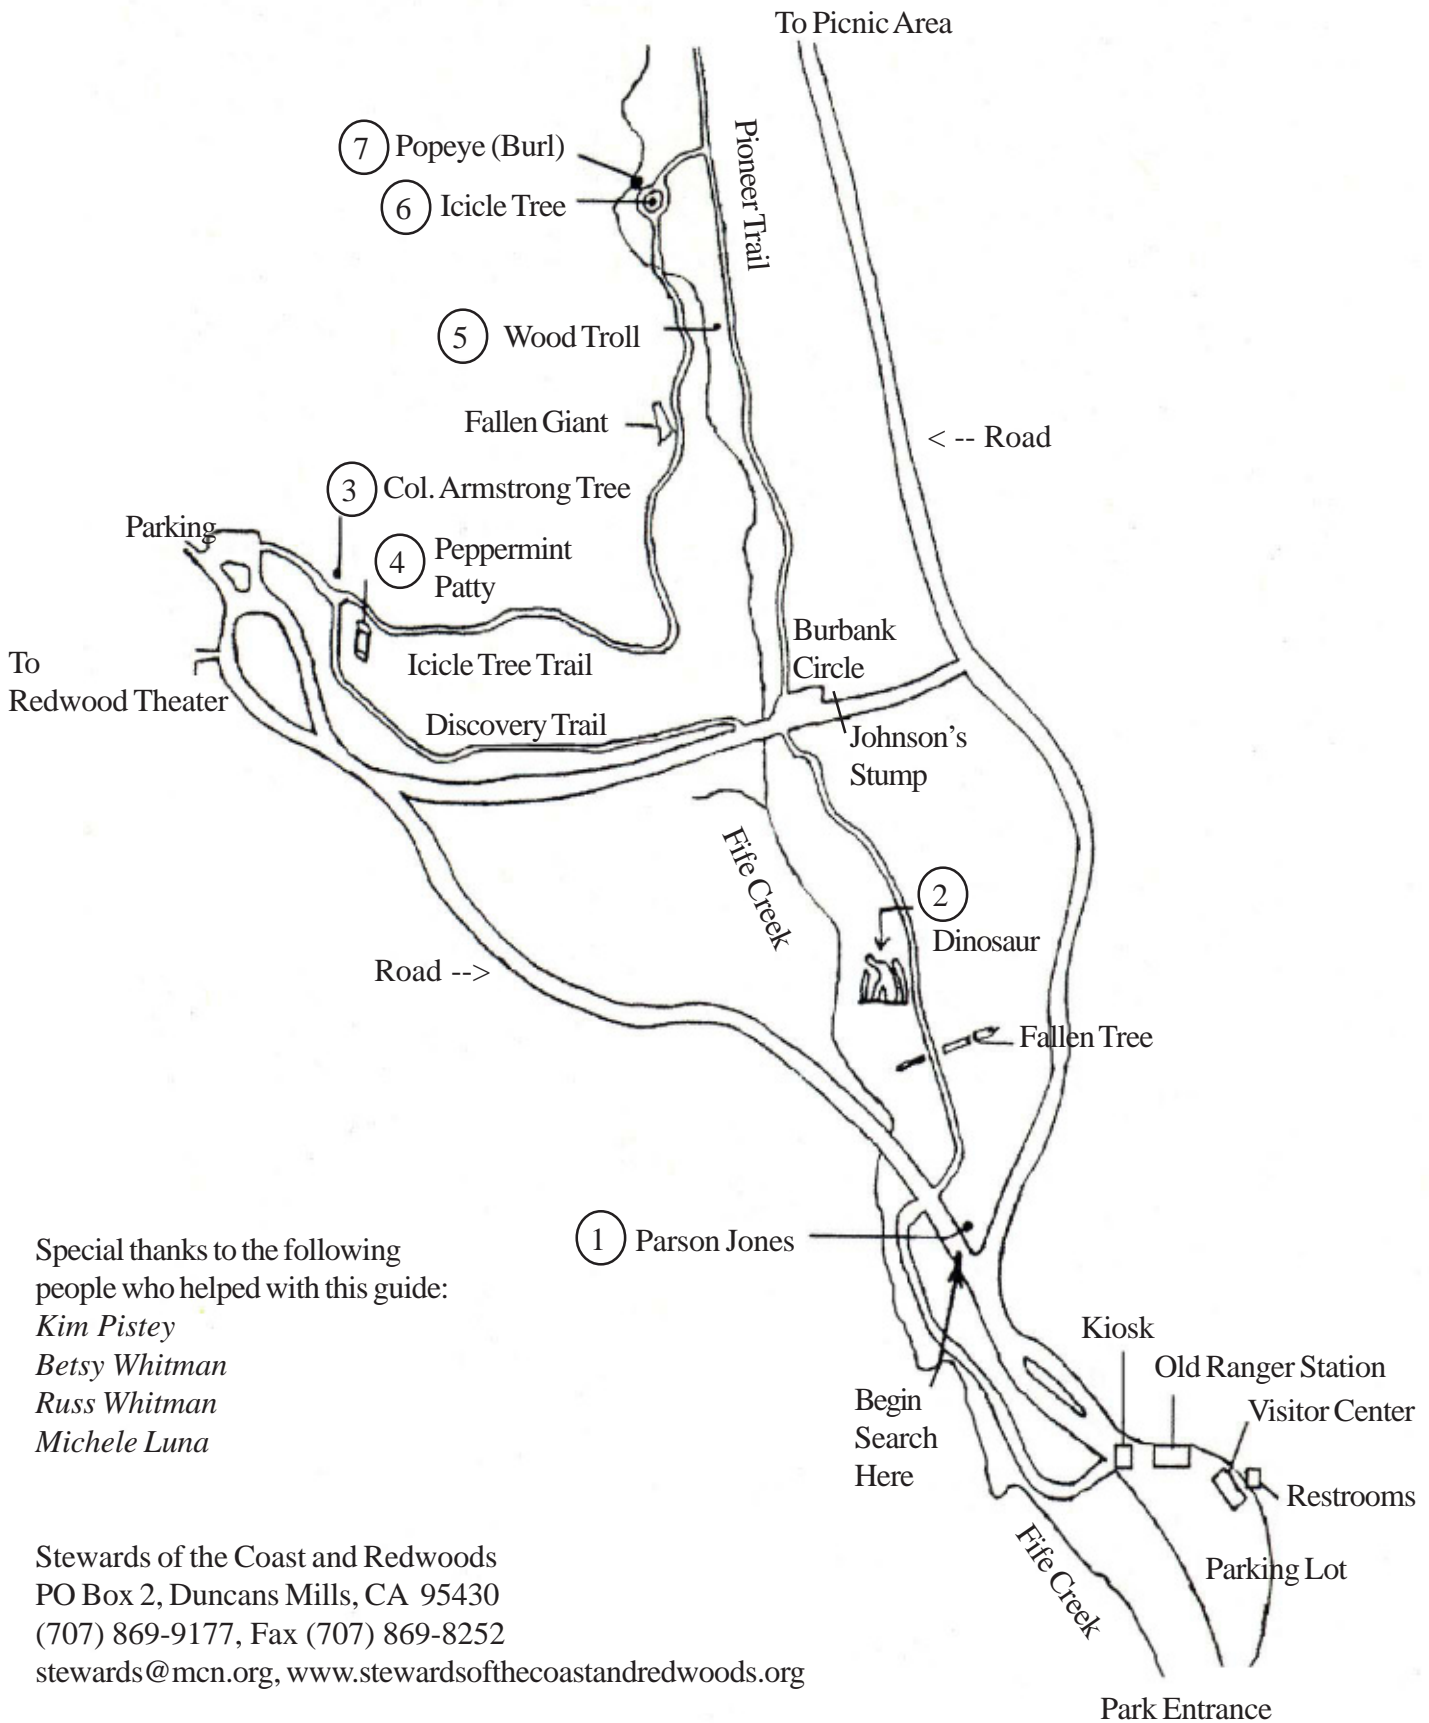 To Picnic Area
Pioneer Trail
7 Popeye (Burl)
6 Icicle Tree
5 Wood Troll
Fallen Giant
< -- Road
3 Col. Armstrong Tree
Parking
4 Peppermint
Patty
Burbank
Circle
To
Redwood Theater
Icicle Tree Trail
Discovery Trail
Johnson's
Stump
Fife Creek
2
Dinosaur
Road -->
Fallen Tree
1 Parson Jones
Special thanks to the following
people who helped with this guide:
Kim Pistey
Betsy Whitman
Russ Whitman
Michele Luna
Kiosk
Old Ranger Station
Visitor Center
Begin
Search
Here
Restrooms
Fife Creek
Parking Lot
Stewards of the Coast and Redwoods
PO Box 2, Duncans Mills, CA 95430
(707) 869-9177, Fax (707) 869-8252
stewards@mcn.org, www.stewardsofthecoastandredwoods.org
Park Entrance